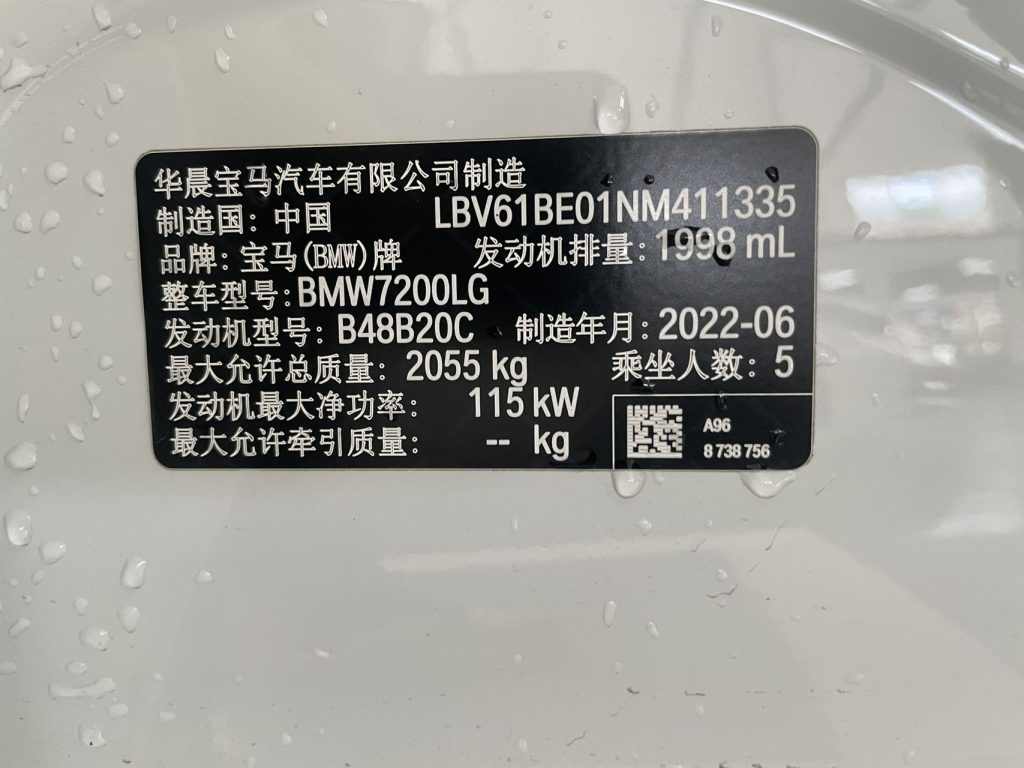 华晨宝马汽车有限公司制造
制造国: 中国 LBV61BE01NM411335
品牌: 宝马(BMW)牌 发动机排量: 1998 mL
整车型号: BMW7200LG
发动机型号: B48B20C 制造年月: 2022-06
最大允许总质量: 2055 kg 乘坐人数: 5
发动机最大净功率: 115 kW
最大允许牵引质量: -- kg
A96
8 738 756